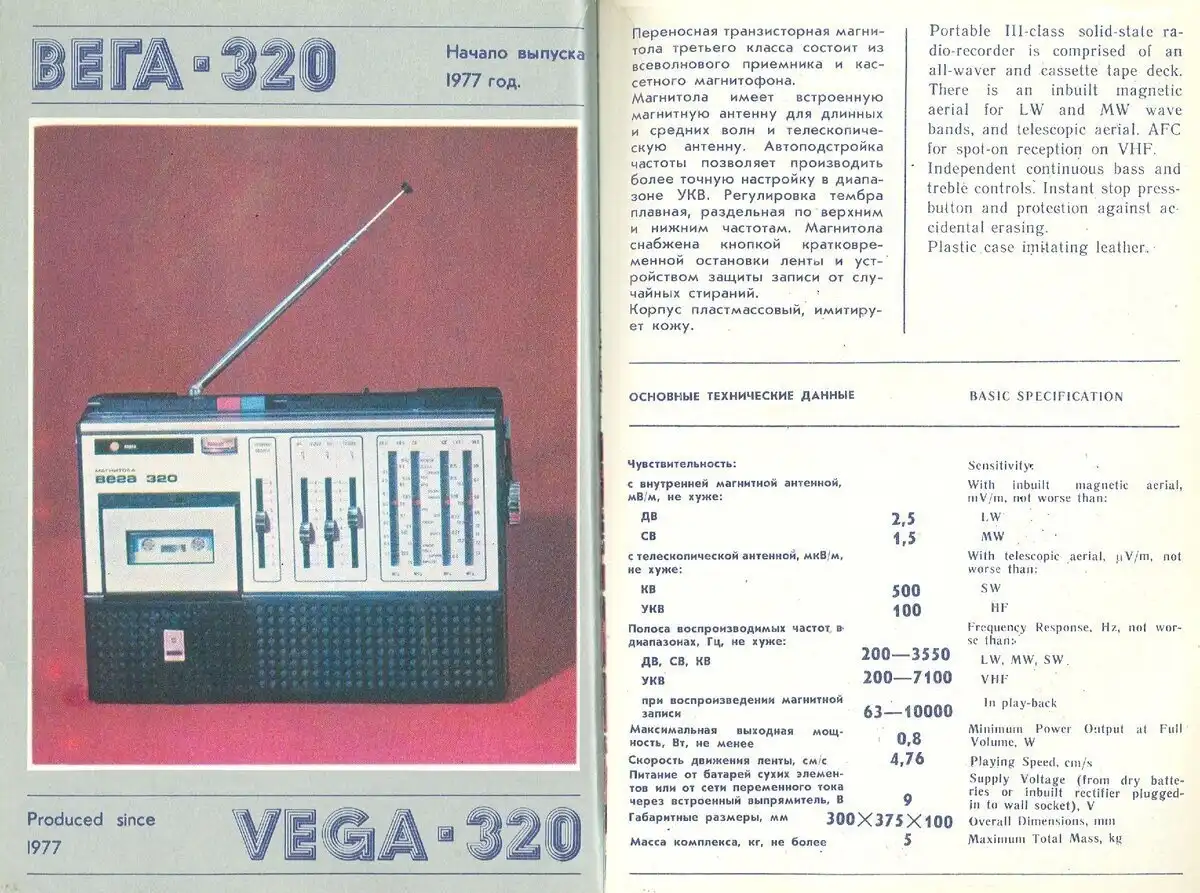 ВЕГА·320
Начало выпуска
1977 год.
МАГНИТОЛА
вега 320
Produced since
1977
VEGA·320
Переносная транзисторная магни-
тола третьего класса состоит из
всеволнового приемника и кас-
сетного магнитофона.
Магнитола имеет встроенную
магнитную антенну для длинных
и средних волн и телескопиче-
скую антенну. Автоподстройка
частоты позволяет производить
более точную настройку в диапа-
зоне УКВ. Регулировка тембра
плавная, раздельная по верхним
и нижним частотам. Магнитола
снабжена кнопкой кратковре-
менной остановки ленты и уст-
ройством защиты записи от слу-
чайных стираний.
Корпус пластмассовый, имитиру-
ет кожу.
Portable III-class solid-state ra-
dio-recorder is comprised of an
all-waver and cassette tape deck.
There is an inbuilt magnetic
aerial for LW and MW wave
bands, and telescopic aerial. AFC
for spot-on reception on VHF.
Independent continuous bass and
treble controls. Instant stop press-
button and protection against ac-
cidental erasing.
Plastic case imitating leather.
ОСНОВНЫЕ ТЕХНИЧЕСКИЕ ДАННЫЕ
BASIC SPECIFICATION
Чувствительность: Sensitivity:
с внутренней магнитной антенной, With inbuilt magnetic aerial,
мВ/м, не хуже: mV/m, not worse than:
ДВ 2,5 LW
СВ 1,5 MW
с телескопической антенной, мкВ/м, With telescopic aerial, μV/m, not
не хуже: worse than:
КВ 500 SW
УКВ 100 HF
Полоса воспроизводимых частот в Frequency Response, Hz, not wor-
диапазонах, Гц, не хуже: se than:
ДВ, СВ, КВ 200—3550 LW, MW, SW
УКВ 200—7100 VHF
при воспроизведении магнитной In play-back
записи 63—10000
Максимальная выходная мощ- Minimum Power Output at Full
ность, Вт, не менее 0,8 Volume, W
Скорость движения ленты, см/с 4,76 Playing Speed, cm/s
Питание от батарей сухих элемен- Supply Voltage (from dry batte-
тов или от сети переменного тока ries or inbuilt rectifier plugged-
через встроенный выпрямитель, В 9 in to wall socket), V
Габаритные размеры, мм 300×375×100 Overall Dimensions, mm
Масса комплекса, кг, не более 5 Maximum Total Mass, kg